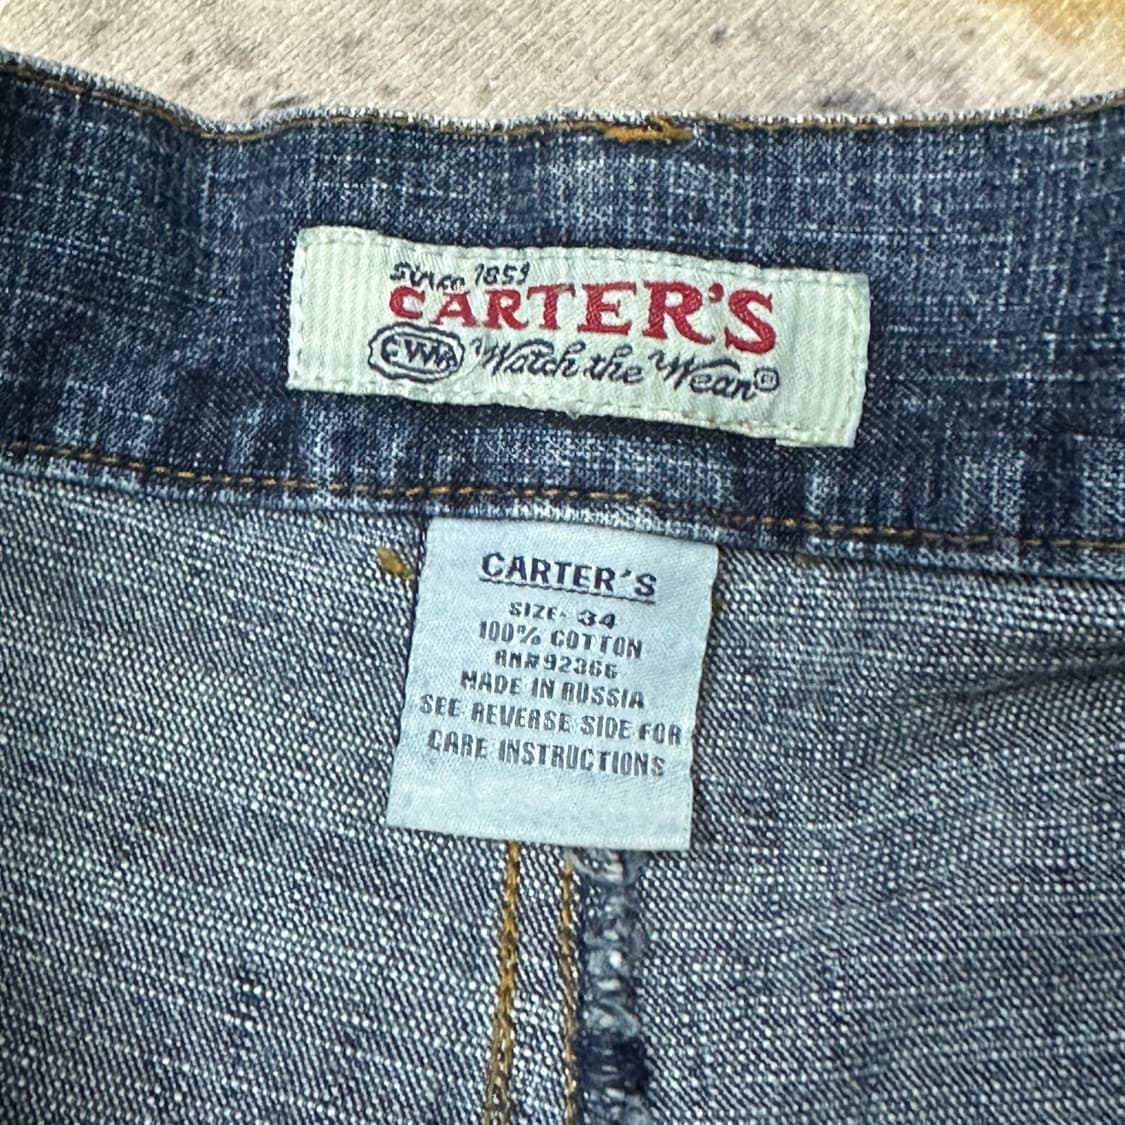 Since 1859
CARTER'S
CWW Watch the Wear®
CARTER'S
SIZE- 34
100% COTTON
RN#92366
MADE IN RUSSIA
SEE REVERSE SIDE FOR
CARE INSTRUCTIONS